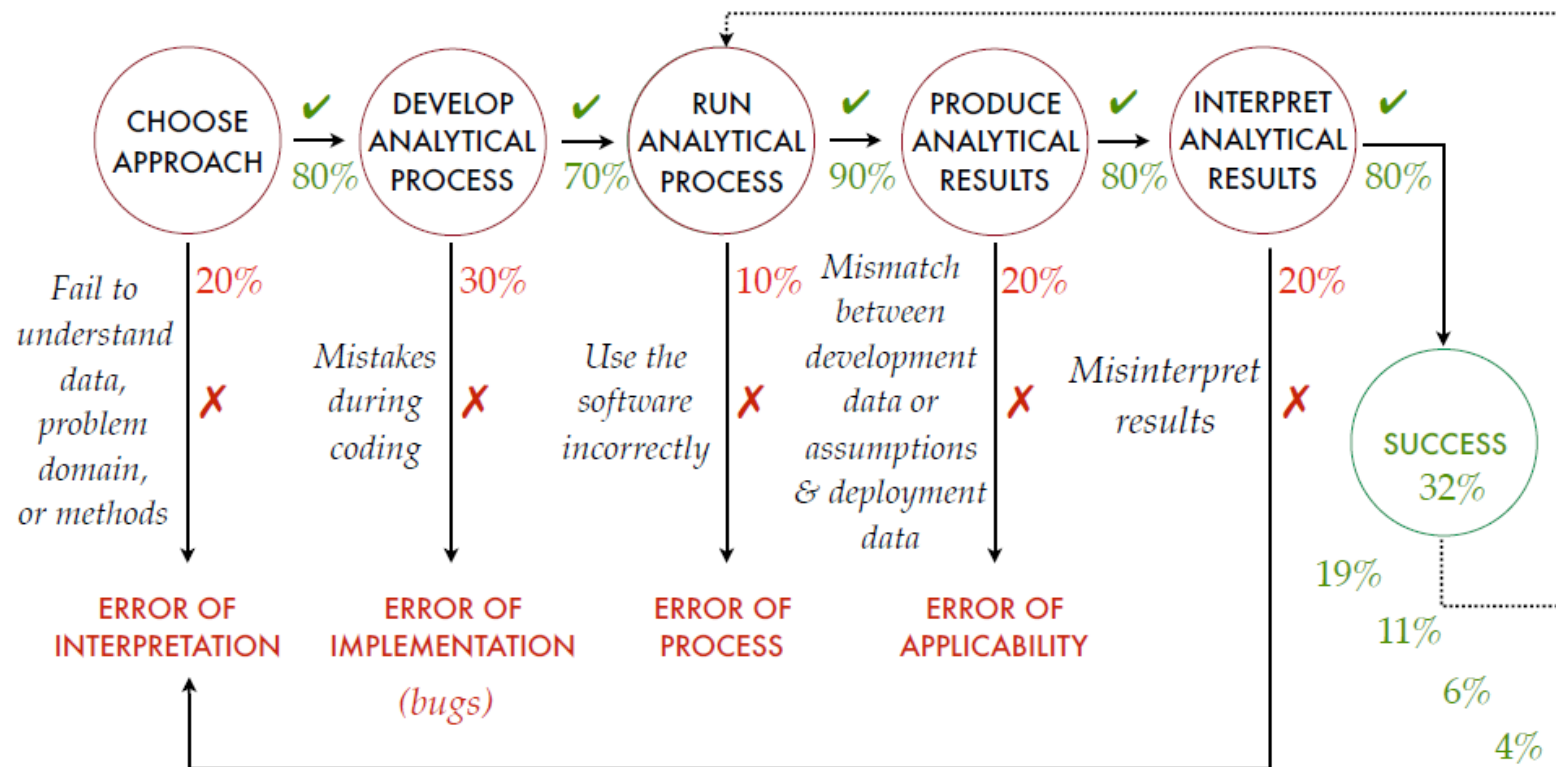 CHOOSE
APPROACH
✔
80%
DEVELOP
ANALYTICAL
PROCESS
✔
70%
RUN
ANALYTICAL
PROCESS
✔
90%
PRODUCE
ANALYTICAL
RESULTS
✔
80%
INTERPRET
ANALYTICAL
RESULTS
✔
80%
Fail to
understand
data,
problem
domain,
or methods
20%
✗
Mistakes
during
coding
30%
✗
Use the
software
incorrectly
10%
✗
Mismatch
between
development
data or
assumptions
& deployment
data
20%
✗
Misinterpret
results
20%
✗
SUCCESS
32%
19%
11%
6%
4%
ERROR OF
INTERPRETATION
ERROR OF
IMPLEMENTATION
(bugs)
ERROR OF
PROCESS
ERROR OF
APPLICABILITY